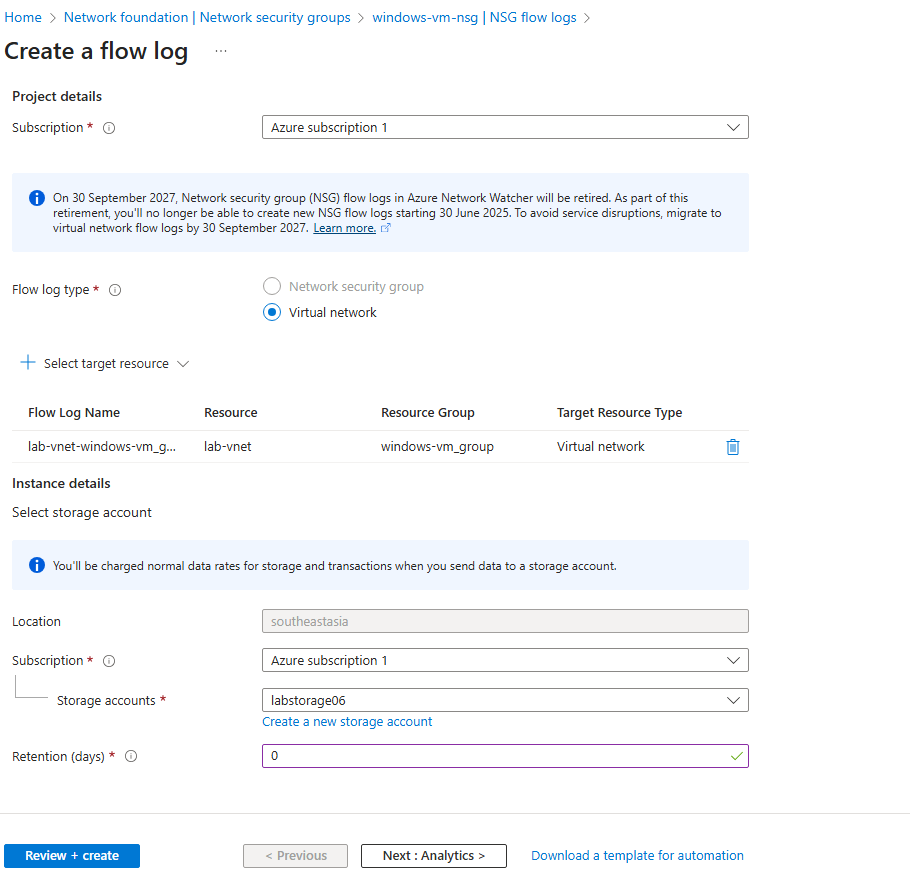 Home > Network foundation | Network security groups > windows-vm-nsg | NSG flow logs >
Create a flow log ...
Project details
Subscription * Azure subscription 1
On 30 September 2027, Network security group (NSG) flow logs in Azure Network Watcher will be retired. As part of this
retirement, you'll no longer be able to create new NSG flow logs starting 30 June 2025. To avoid service disruptions, migrate to
virtual network flow logs by 30 September 2027. Learn more.
Flow log type * Network security group
Virtual network
+ Select target resource
Flow Log Name Resource Resource Group Target Resource Type
lab-vnet-windows-vm_g... lab-vnet windows-vm_group Virtual network
Instance details
Select storage account
You'll be charged normal data rates for storage and transactions when you send data to a storage account.
Location southeastasia
Subscription * Azure subscription 1
Storage accounts * labstorage06
Create a new storage account
Retention (days) * 0
Review + create < Previous Next : Analytics > Download a template for automation